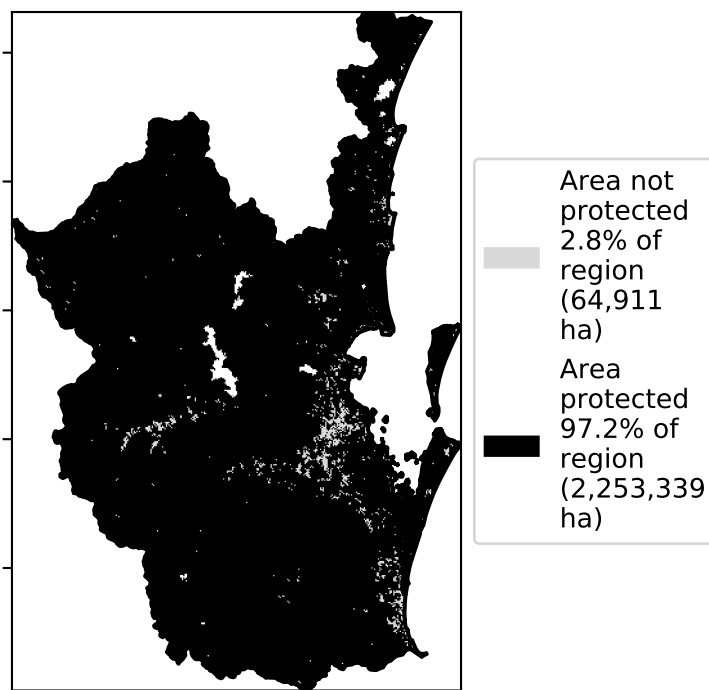 Area not
protected
2.8% of
region
(64,911
ha)
Area
protected
97.2% of
region
(2,253,339
ha)